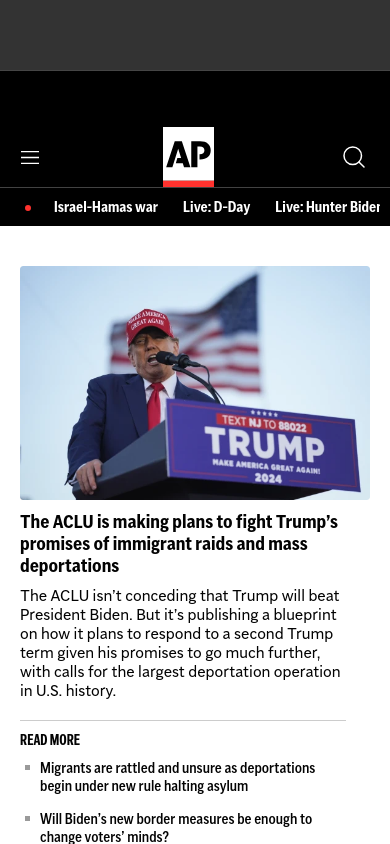 AP
Israel-Hamas war Live: D-Day Live: Hunter Biden
MAKE AMERICA
GREAT AGAIN!
TEXT NJ TO 88022
TRUMP
MAKE AMERICA GREAT AGAIN!
2024
The ACLU is making plans to fight Trump’s
promises of immigrant raids and mass
deportations
The ACLU isn’t conceding that Trump will beat
President Biden. But it’s publishing a blueprint
on how it plans to respond to a second Trump
term given his promises to go much further,
with calls for the largest deportation operation
in U.S. history.
READ MORE
Migrants are rattled and unsure as deportations
begin under new rule halting asylum
Will Biden’s new border measures be enough to
change voters’ minds?